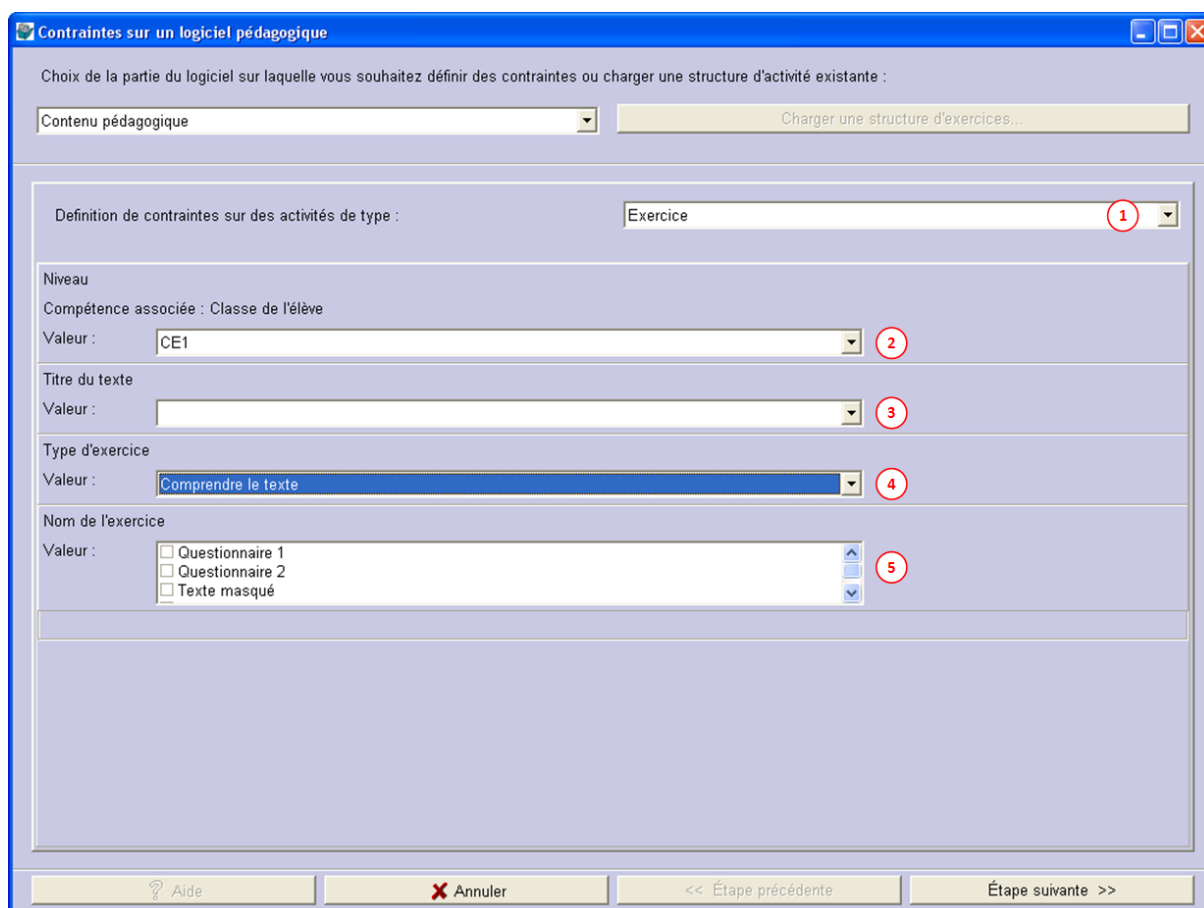 Contraintes sur un logiciel pédagogique
Choix de la partie du logiciel sur laquelle vous souhaitez définir des contraintes ou charger une structure d'activité existante :
Contenu pédagogique
Charger une structure d'exercices...
Definition de contraintes sur des activités de type :
Exercice
1
Niveau
Compétence associée : Classe de l'élève
Valeur :
CE1
2
Titre du texte
Valeur :
3
Type d'exercice
Valeur :
Comprendre le texte
4
Nom de l'exercice
Valeur :
Questionnaire 1
Questionnaire 2
Texte masqué
5
? Aide
Annuler
<< Étape précédente
Étape suivante >>